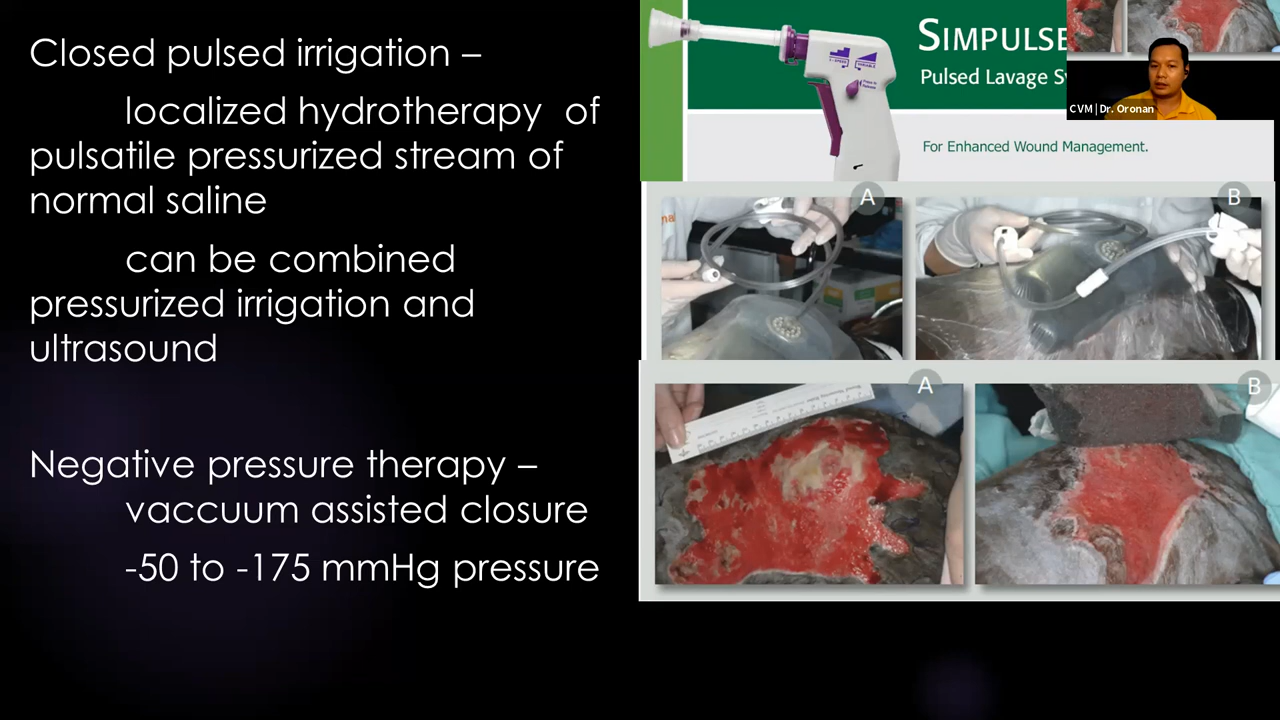 Closed pulsed irrigation –
localized hydrotherapy of
pulsatile pressurized stream of
normal saline
can be combined
pressurized irrigation and
ultrasound
Negative pressure therapy –
vaccuum assisted closure
-50 to -175 mmHg pressure
SIMPULSE
Pulsed Lavage Sy
For Enhanced Wound Management.
CVM | Dr. Oronan
A
B
A
B